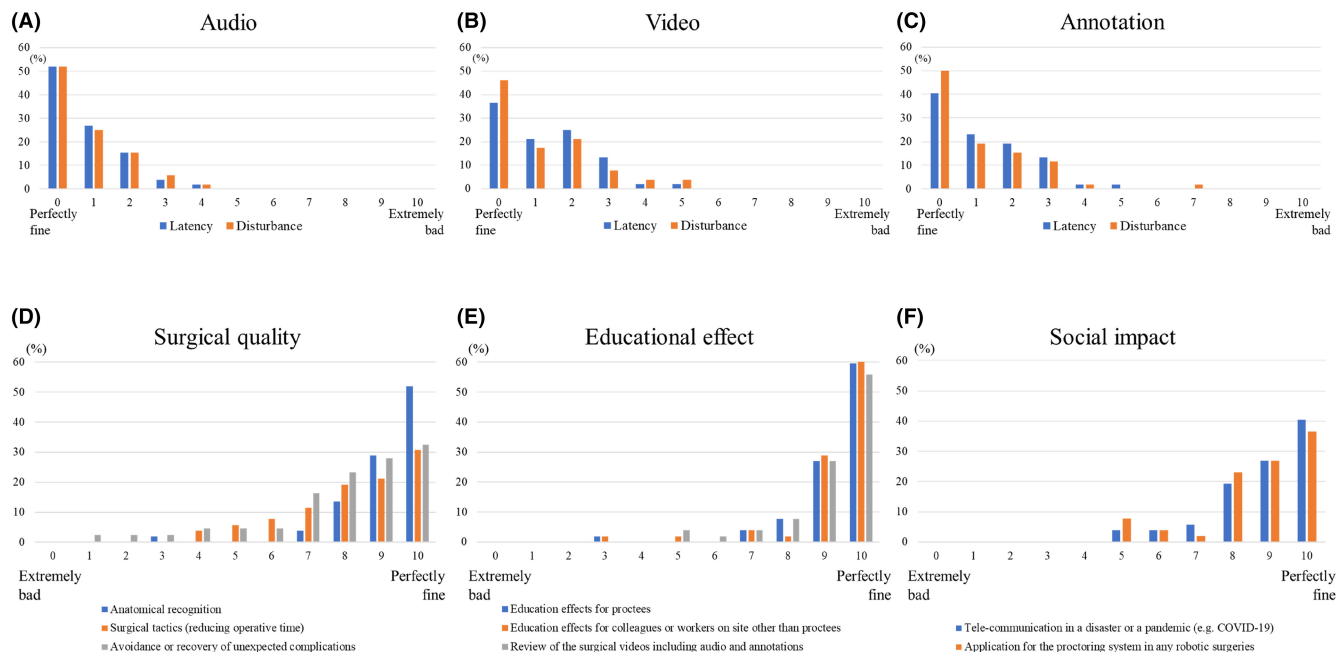 (A)
Audio
60
(%)
50
40
30
20
10
0
0 1 2 3 4 5 6 7 8 9 10
Perfectly
fine
Extremely
bad
Latency Disturbance
(B)
Video
60
(%)
50
40
30
20
10
0
0 1 2 3 4 5 6 7 8 9 10
Perfectly
fine
Extremely
bad
Latency Disturbance
(C)
Annotation
60
(%)
50
40
30
20
10
0
0 1 2 3 4 5 6 7 8 9 10
Perfectly
fine
Extremely
bad
Latency Disturbance
(D)
Surgical quality
(%)
60
50
40
30
20
10
0
0 1 2 3 4 5 6 7 8 9 10
Extremely
bad
Perfectly
fine
Anatomical recognition
Surgical tactics (reducing operative time)
Avoidance or recovery of unexpected complications
(E)
Educational effect
(%)
60
50
40
30
20
10
0
0 1 2 3 4 5 6 7 8 9 10
Extremely
bad
Perfectly
fine
Education effects for proctees
Education effects for colleagues or workers on site other than proctees
Review of the surgical videos including audio and annotations
(F)
Social impact
(%)
60
50
40
30
20
10
0
0 1 2 3 4 5 6 7 8 9 10
Extremely
bad
Perfectly
fine
Tele-communication in a disaster or a pandemic (e.g. COVID-19)
Application for the proctoring system in any robotic surgeries